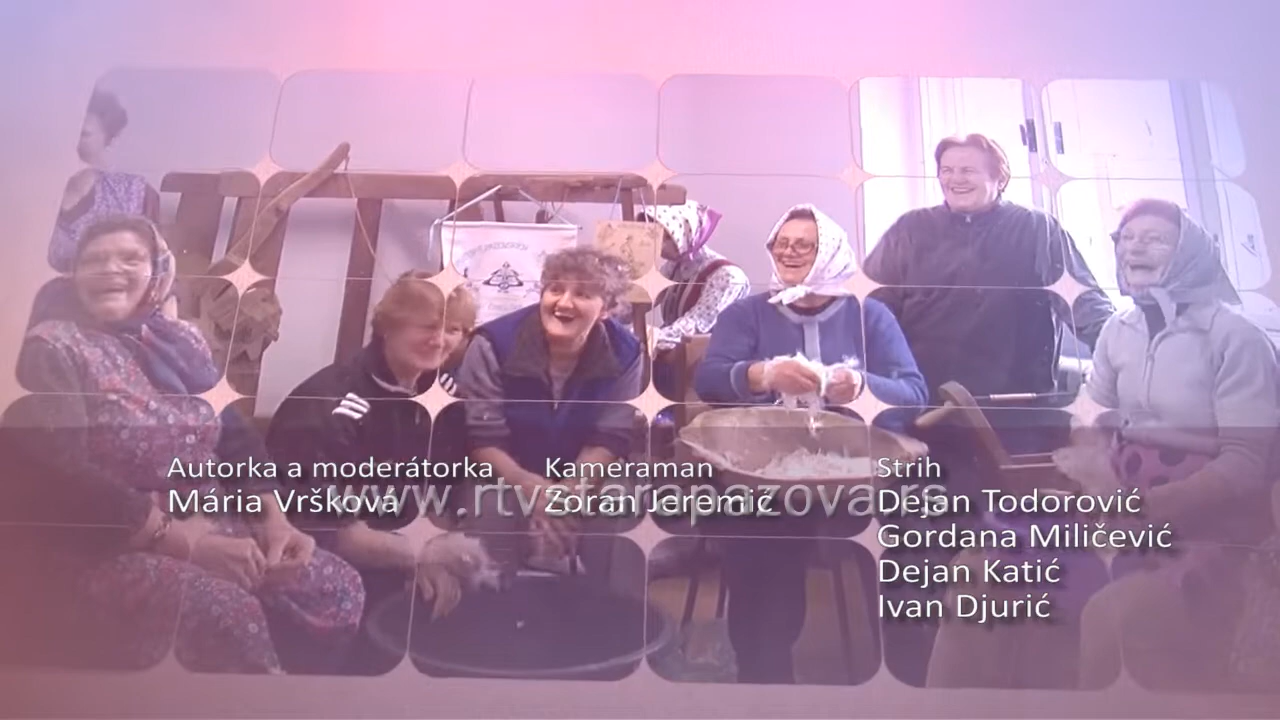 Autorka a moderátorka
Mária Vršková
Kameraman
Zoran Jeremić
Strih
Dejan Todorović
Gordana Miličević
Dejan Katić
Ivan Djurić
www.rtvstarapazova.rs